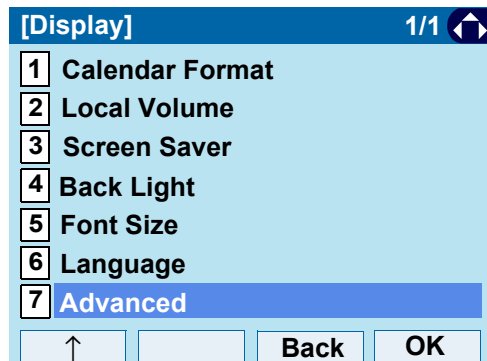 [Display] 1/1
1 Calendar Format
2 Local Volume
3 Screen Saver
4 Back Light
5 Font Size
6 Language
7 Advanced
↑ Back OK